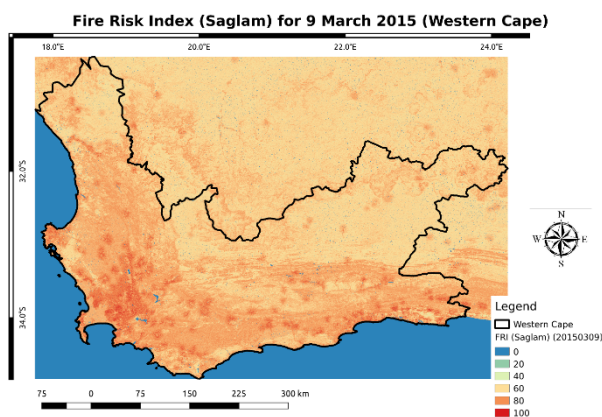 Fire Risk Index (Saglam) for 9 March 2015 (Western Cape)
18.0°E 20.0°E 22.0°E 24.0°E
32.0°S
34.0°S
N
W E
S
Legend
Western Cape
FRI (Saglam) (20150309)
0
20
40
60
80
100
75 0 75 150 225 300 km